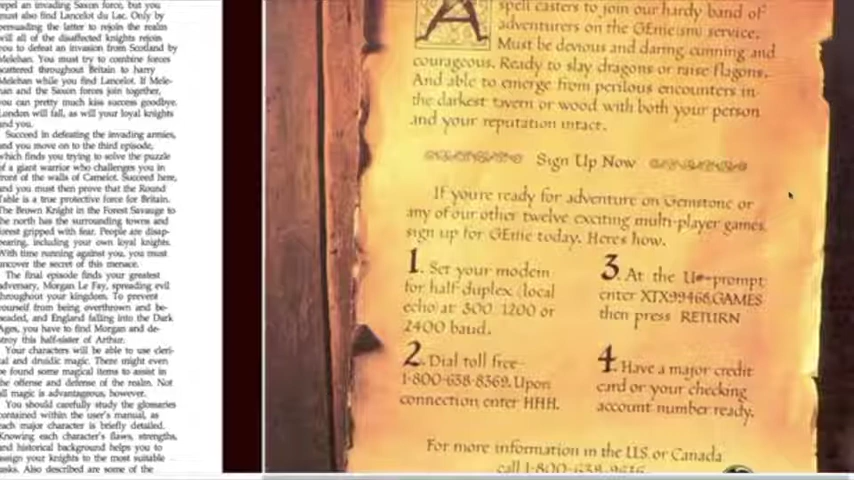 repel an invading Saxon force, but you
must also find Lancelot du Lac. Only by
persuading the latter to rejoin the realm
will all of the disaffected knights rejoin
you to defeat an invasion from Scotland by
Melehan. You must try to combine forces
scattered throughout Britain to harry
Melehan while you find Lancelot. If Mele-
han and the Saxon forces join together,
you can pretty much kiss success goodbye.
London will fall, as will your loyal knights
and you.
Succeed in defeating the invading armies,
and you move on to the third episode,
which finds you trying to solve the puzzle
of a giant warrior who challenges you in
front of the walls of Camelot. Succeed here,
and you must then prove that the Round
Table is a true protective force for Britain.
The Brown Knight in the Forest Sauvage to
the north has the surrounding towns and
forest gripped with fear. People are disap-
pearing, including your own loyal knights.
With time running against you, you must
uncover the secret of this menace.
The final episode finds your greatest
adversary, Morgan Le Fay, spreading evil
throughout your kingdom. To prevent
yourself from being overthrown and be-
headed, and England falling into the Dark
Ages, you have to find Morgan and de-
stroy this half-sister of Arthur.
Your characters will be able to use cleri-
cal and druidic magic. There might even
be found some magical items to assist in
the offense and defense of the realm. Not
all magic is advantageous, however.
You should carefully study the glossaries
contained within the user's manual, as
each major character is briefly detailed.
Knowing each character's flaws, strengths,
and historical background helps you to
assign your knights to the most suitable
tasks. Also described are some of the
A spell casters to join our hardy band of
adventurers on the GEnie(sm) service.
Must be devious and daring, cunning and
courageous. Ready to slay dragons or raise flagons.
And able to emerge from perilous encounters in
the darkest tavern or wood with both your person
and your reputation intact.
Sign Up Now
If you're ready for adventure on Gemstone or
any of our other twelve exciting multi-player games,
sign up for GEnie today. Here's how.
1. Set your modem
for half duplex (local
echo) at 300, 1200 or
2400 baud.
2. Dial toll free-
1-800-638-8369. Upon
connection enter HHH.
3. At the U#=prompt
enter XTX99468,GAMES
then press RETURN
4. Have a major credit
card or your checking
account number ready.
For more information in the U.S. or Canada
call 1-800-638-9636.